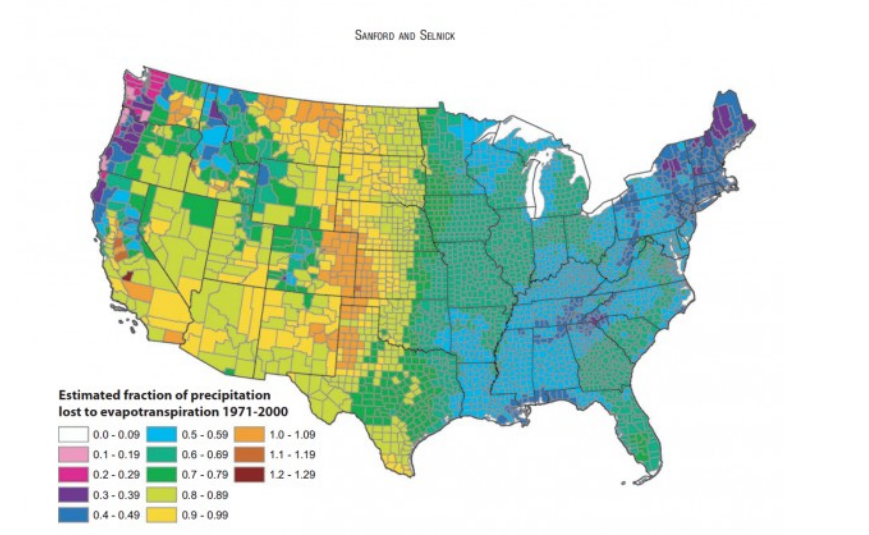 SANFORD AND SELNICK
Estimated fraction of precipitation
lost to evapotranspiration 1971-2000
0.0 - 0.09 0.5 - 0.59 1.0 - 1.09
0.1 - 0.19 0.6 - 0.69 1.1 - 1.19
0.2 - 0.29 0.7 - 0.79 1.2 - 1.29
0.3 - 0.39 0.8 - 0.89
0.4 - 0.49 0.9 - 0.99